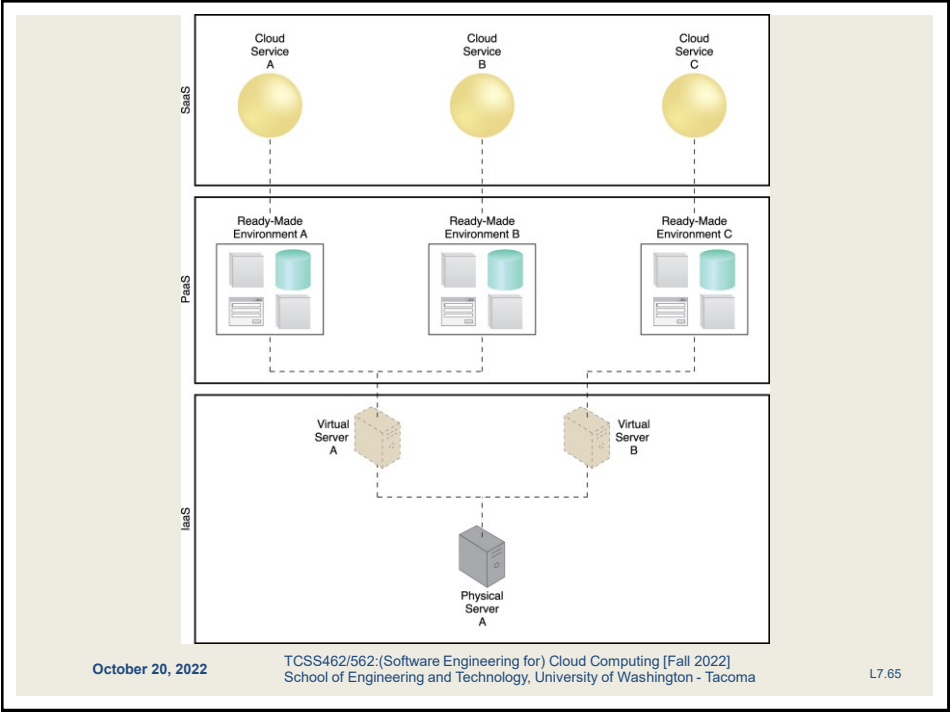 SaaS
Cloud
Service
A
Cloud
Service
B
Cloud
Service
C
PaaS
Ready-Made
Environment A
Ready-Made
Environment B
Ready-Made
Environment C
IaaS
Virtual
Server
A
Virtual
Server
B
Physical
Server
A
October 20, 2022
TCSS462/562:(Software Engineering for) Cloud Computing [Fall 2022]
School of Engineering and Technology, University of Washington - Tacoma
L7.65